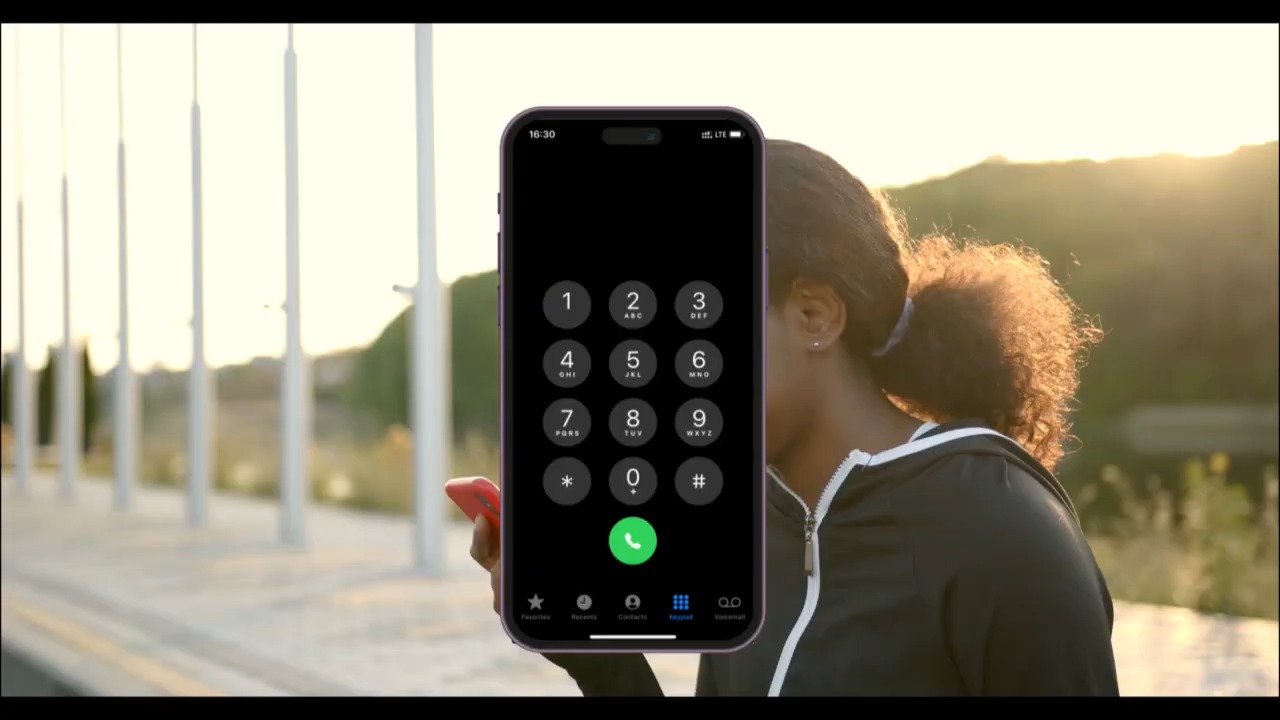 16:30 LTE
1 2 3
ABC DEF
4 5 6
GHI JKL MNO
7 8 9
PQRS TUV WXYZ
* 0 #
+
Favorites Recents Contacts Keypad Voicemail